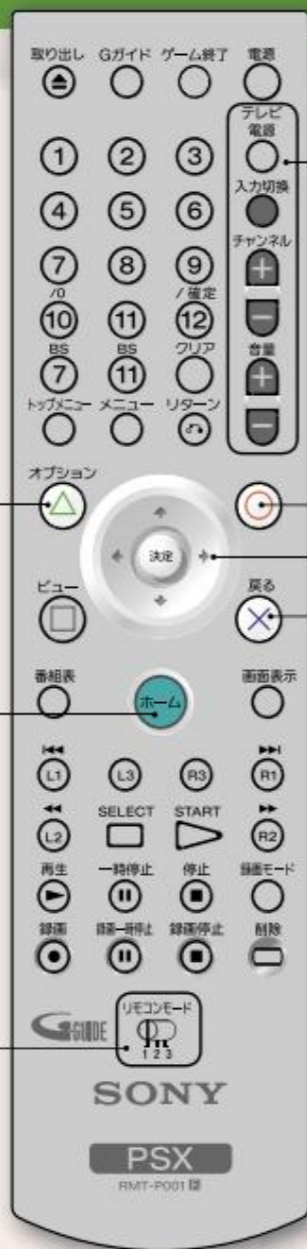 取り出し Gガイド ゲーム終了 電源
テレビ
電源
1 2 3
入力切換
4 5 6
チャンネル
7 8 9
+
/0 /確定
10 11 12
−
BS BS クリア 音量
7 11
+
トップメニュー メニュー リターン
−
オプション
決定
ビュー 戻る
番組表 ホーム 画面表示
L1 L3 R3 R1
SELECT START
L2 R2
再生 一時停止 停止 録画モード
録画 録画一時停止 録画停止 削除
G-GUIDE
リモコンモード
1 2 3
SONY
PSX
RMT-P001